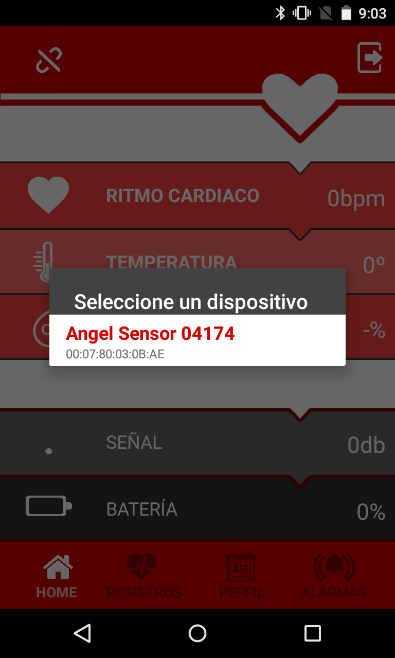 9:03
RITMO CARDIACO
0bpm
TEMPERATURA
0º
Seleccione un dispositivo
Angel Sensor 04174
00:07:80:03:0B:AE
-%
SEÑAL
0db
BATERÍA
0%
HOME
REGISTROS
PERFIL
ALARMAS